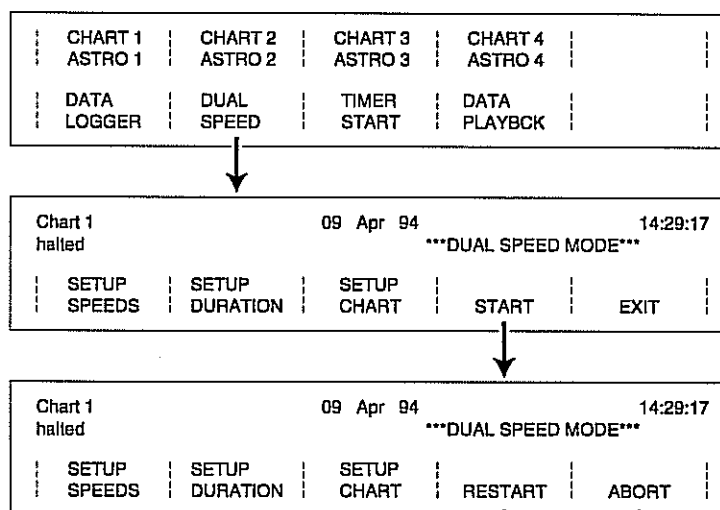 CHART 1 CHART 2 CHART 3 CHART 4
ASTRO 1 ASTRO 2 ASTRO 3 ASTRO 4
DATA DUAL TIMER DATA
LOGGER SPEED START PLAYBCK
Chart 1 09 Apr 94 14:29:17
halted ***DUAL SPEED MODE***
SETUP SETUP SETUP
SPEEDS DURATION CHART START EXIT
Chart 1 09 Apr 94 14:29:17
halted ***DUAL SPEED MODE***
SETUP SETUP SETUP
SPEEDS DURATION CHART RESTART ABORT